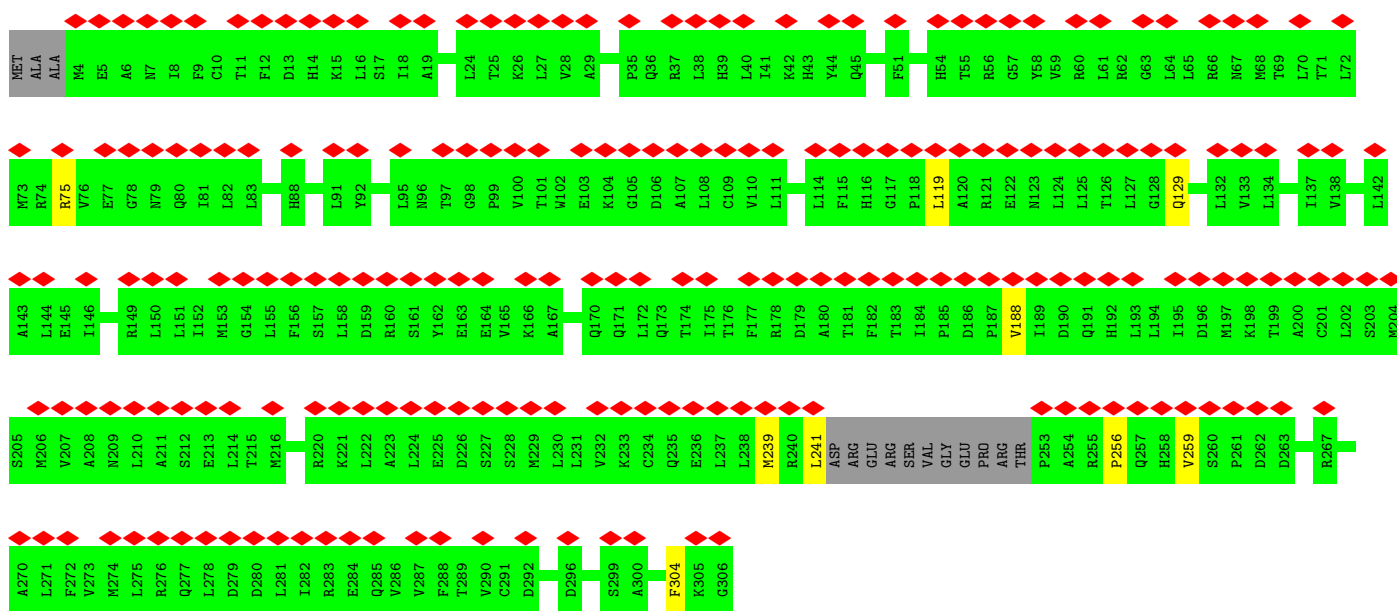 MET ALA ALA M4 E5 A6 N7 I8 F9 C10 T11 F12 D13 H14 K15 L16 S17 I18 A19 L24 T25 K26 L27 V28 A29 P35 Q36 R37 L38 H39 L40 I41 K42 H43 Y44 Q45 F51 H54 T55 R56 G57 Y58 V59 R60 L61 R62 G63 L64 L65 R66 N67 M68 T69 L70 T71 L72
M73 R74 R75 V76 E77 G78 N79 Q80 I81 L82 L83 H88 L91 Y92 L95 N96 T97 G98 P99 V100 T101 W102 E103 K104 G105 D106 A107 L108 C109 V110 L111 L114 F115 H116 G117 P118 L119 A120 R121 E122 N123 L124 L125 T126 L127 G128 Q129 L132 V133 L134 I137 V138 L142
A143 L144 E145 I146 R149 L150 L151 I152 M153 G154 L155 F156 S157 L158 D159 R160 S161 Y162 E163 E164 V165 K166 A167 Q170 Q171 L172 Q173 T174 I175 T176 F177 R178 D179 A180 T181 F182 T183 I184 P185 D186 P187 V188 I189 D190 Q191 H192 L193 L194 I195 D196 M197 K198 T199 A200 C201 L202 S203 M204
S205 M206 V207 A208 N209 L210 A211 S212 E213 L214 T215 M216 R220 K221 L222 A223 L224 E225 D226 S227 S228 M229 L230 L231 V232 K233 C234 Q235 E236 L237 L238 M239 R240 L241 ASP ARG GLU ARG SER VAL GLY GLU PRO ARG THR P253 A254 R255 P256 Q257 H258 V259 S260 P261 D262 D263 R267
A270 L271 F272 V273 M274 L275 R276 Q277 L278 D279 D280 L281 I282 R283 E284 Q285 V286 V287 F288 T289 V290 C291 D292 D296 S299 A300 F304 K305 G306